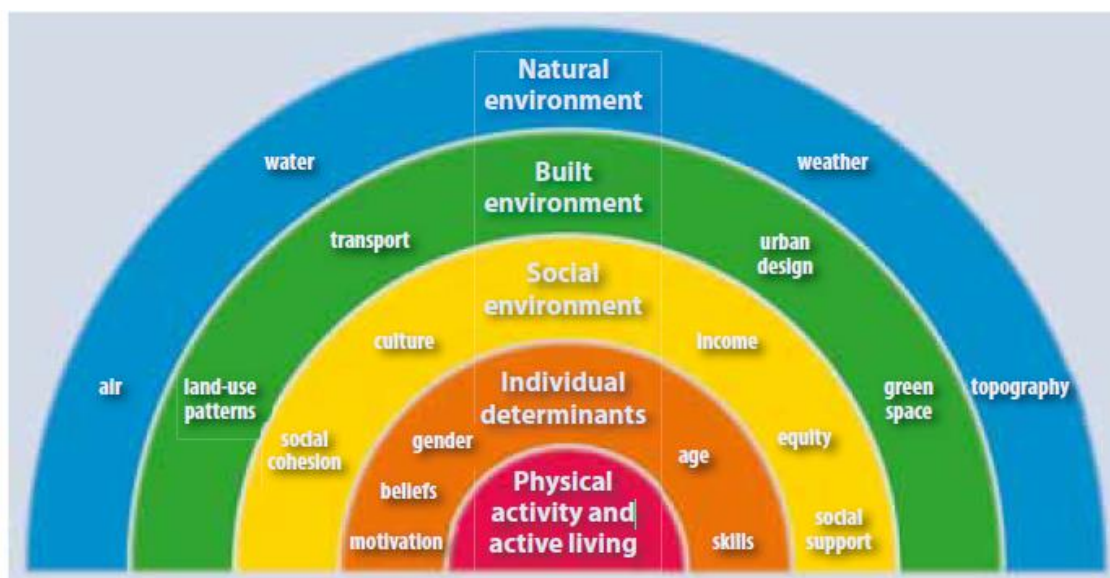 Natural
environment
water
weather
Built
environment
transport
urban
design
Social
environment
culture
income
air
land-use
patterns
green
space
topography
Individual
determinants
social
cohesion
gender
equity
age
beliefs
Physical
activity and
active living
motivation
skills
social
support